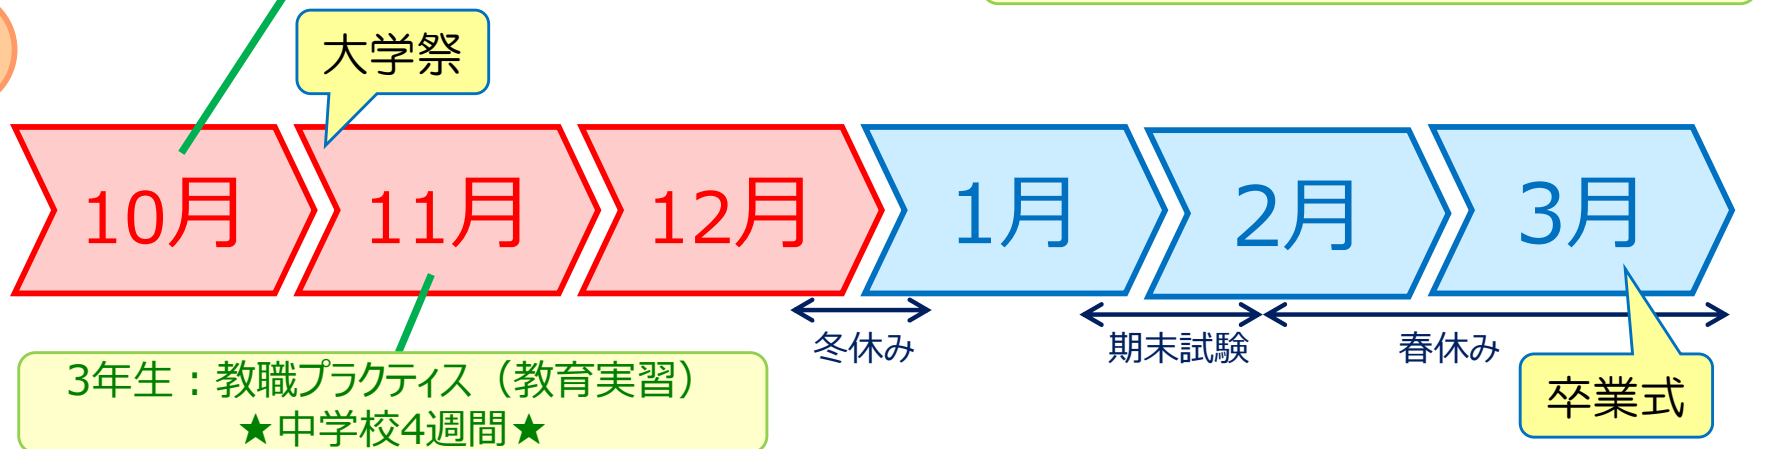 大学祭
10月
11月
12月
1月
2月
3月
冬休み
期末試験
春休み
卒業式
3年生：教職プラクティス（教育実習）
★中学校4週間★